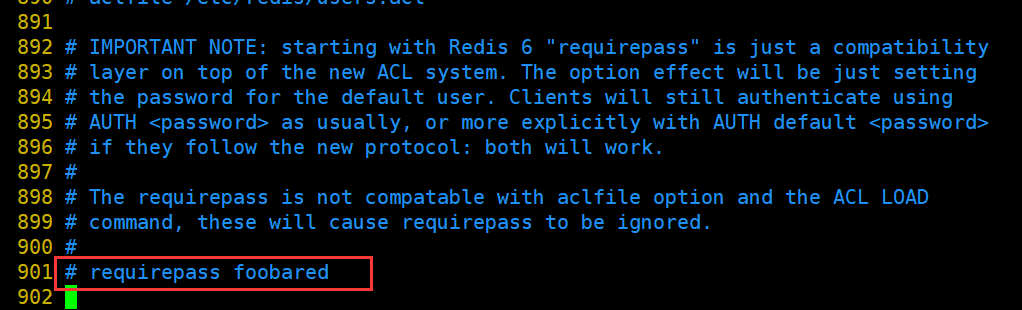 890 # aclfile /etc/redis/users.acl
891
892 # IMPORTANT NOTE: starting with Redis 6 "requirepass" is just a compatibility
893 # layer on top of the new ACL system. The option effect will be just setting
894 # the password for the default user. Clients will still authenticate using
895 # AUTH <password> as usually, or more explicitly with AUTH default <password>
896 # if they follow the new protocol: both will work.
897 #
898 # The requirepass is not compatable with aclfile option and the ACL LOAD
899 # command, these will cause requirepass to be ignored.
900 #
901 # requirepass foobared
902